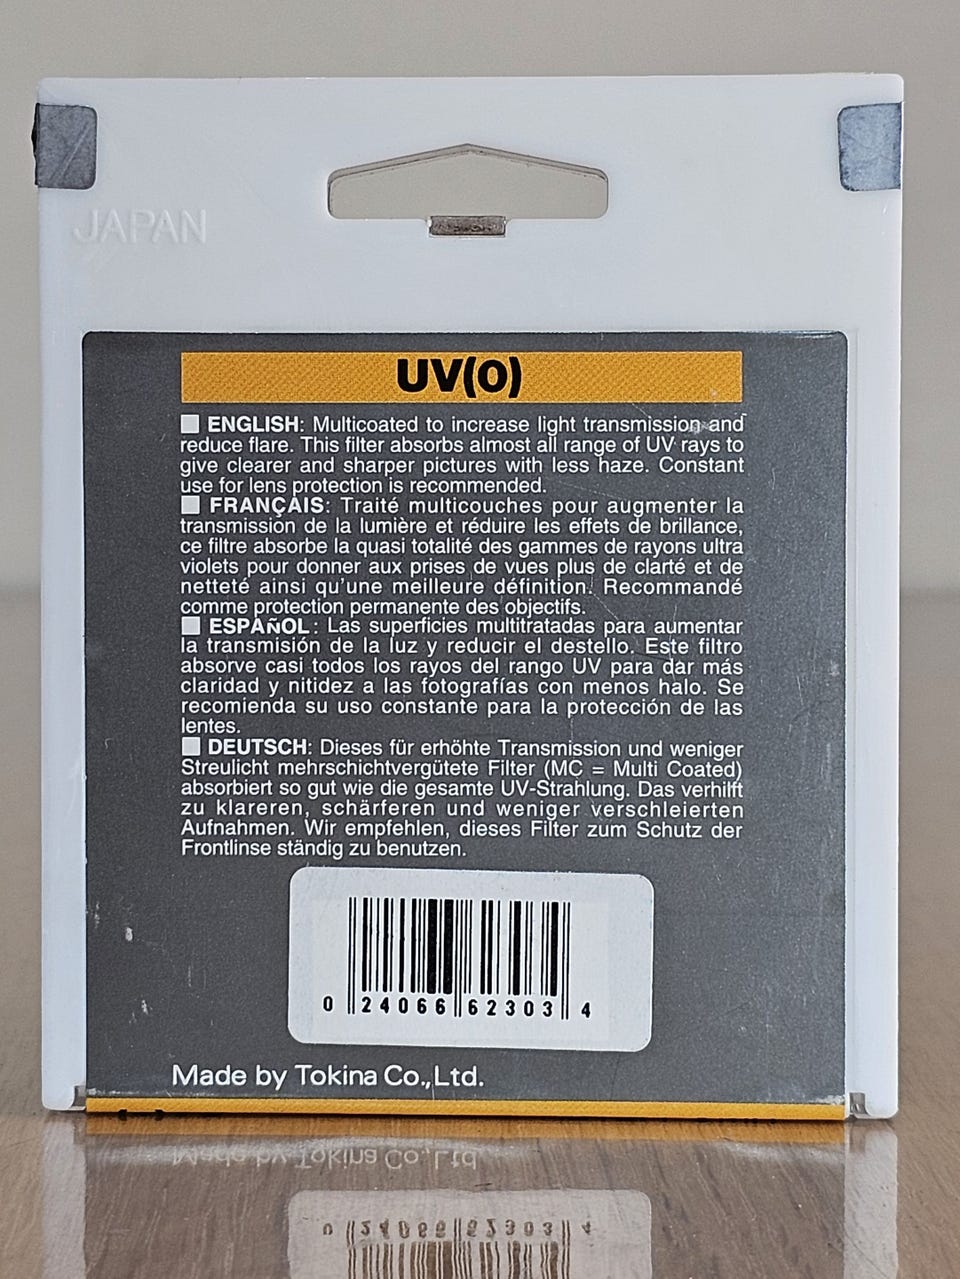 JAPAN
UV(0)
ENGLISH: Multicoated to increase light transmission and
reduce flare. This filter absorbs almost all range of UV rays to
give clearer and sharper pictures with less haze. Constant
use for lens protection is recommended.
FRANÇAIS: Traité multicouches pour augmenter la
transmission de la lumière et réduire les effets de brillance,
ce filtre absorbe la quasi totalité des gammes de rayons ultra
violets pour donner aux prises de vues plus de clarté et de
netteté ainsi qu'une meilleure définition. Recommandé
comme protection permanente des objectifs.
ESPAÑOL: Las superficies multitratadas para aumentar
la transmisión de la luz y reducir el destello. Este filtro
absorve casi todos los rayos del rango UV para dar más
claridad y nitidez a las fotografías con menos halo. Se
recomienda su uso constante para la protección de las
lentes.
DEUTSCH: Dieses für erhöhte Transmission und weniger
Streulicht mehrschichtvergütete Filter (MC = Multi Coated)
absorbiert so gut wie die gesamte UV-Strahlung. Das verhilft
zu klareren, schärferen und weniger verschleierten
Aufnahmen. Wir empfehlen, dieses Filter zum Schutz der
Frontlinse ständig zu benutzen.
0 24066 62303 4
Made by Tokina Co.,Ltd.